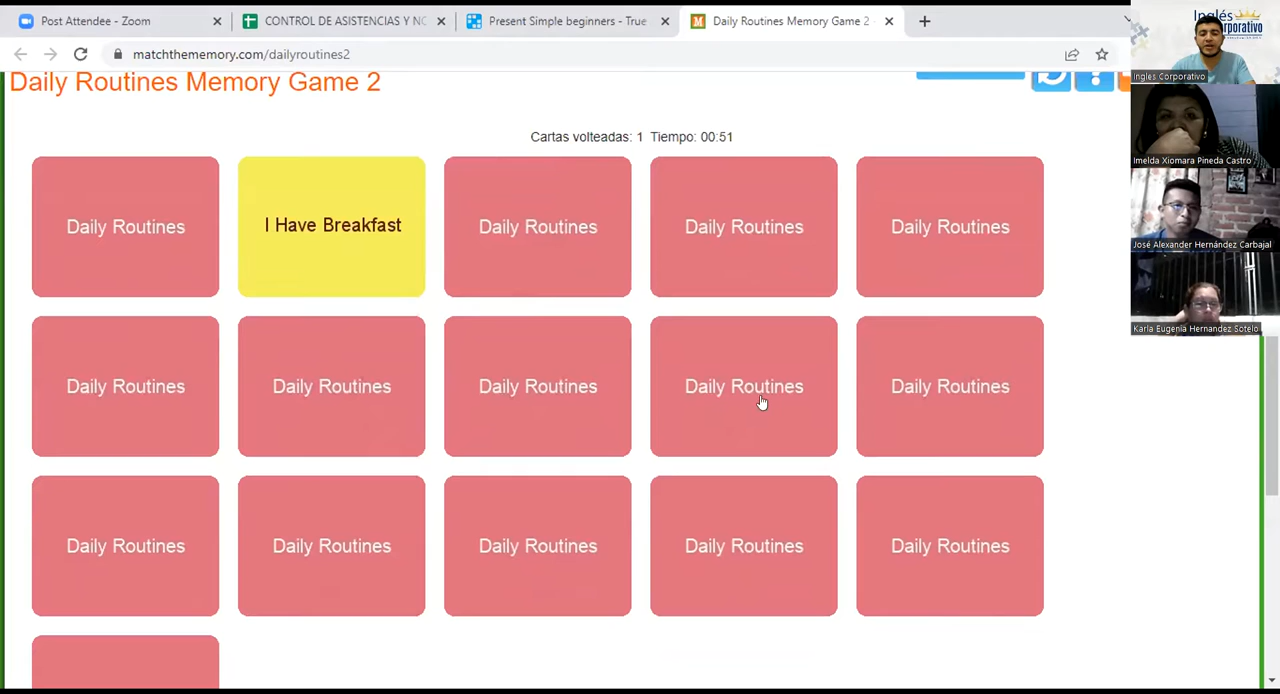 Post Attendee - Zoom
CONTROL DE ASISTENCIAS Y NO
Present Simple beginners - True
Daily Routines Memory Game 2
matchthememory.com/dailyroutines2
Daily Routines Memory Game 2
Cartas volteadas: 1 Tiempo: 00:51
Daily Routines
I Have Breakfast
Daily Routines
Daily Routines
Daily Routines
Daily Routines
Daily Routines
Daily Routines
Daily Routines
Daily Routines
Daily Routines
Daily Routines
Daily Routines
Daily Routines
Daily Routines
Inglés
rporativo
Ingles Corporativo
Imelda Xiomara Pineda Castro
José Alexander Hernández Carbajal
Karla Eugenia Hernandez Sotelo